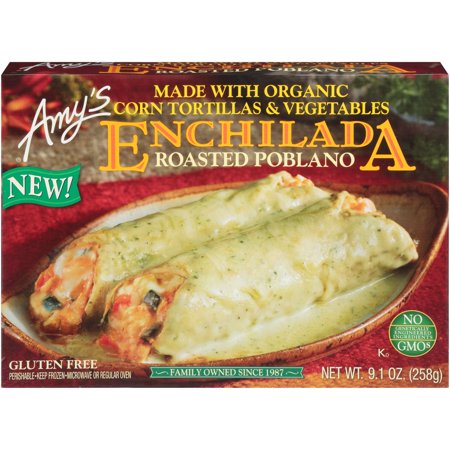 Amy's
®
MADE WITH ORGANIC
CORN TORTILLAS & VEGETABLES
ENCHILADA
ROASTED POBLANO
NEW!
NO
GENETICALLY
ENGINEERED
INGREDIENTS
GMOs
K
GLUTEN FREE
PERISHABLE•KEEP FROZEN•MICROWAVE OR REGULAR OVEN
FAMILY OWNED SINCE 1987
NET WT. 9.1 OZ. (258g)